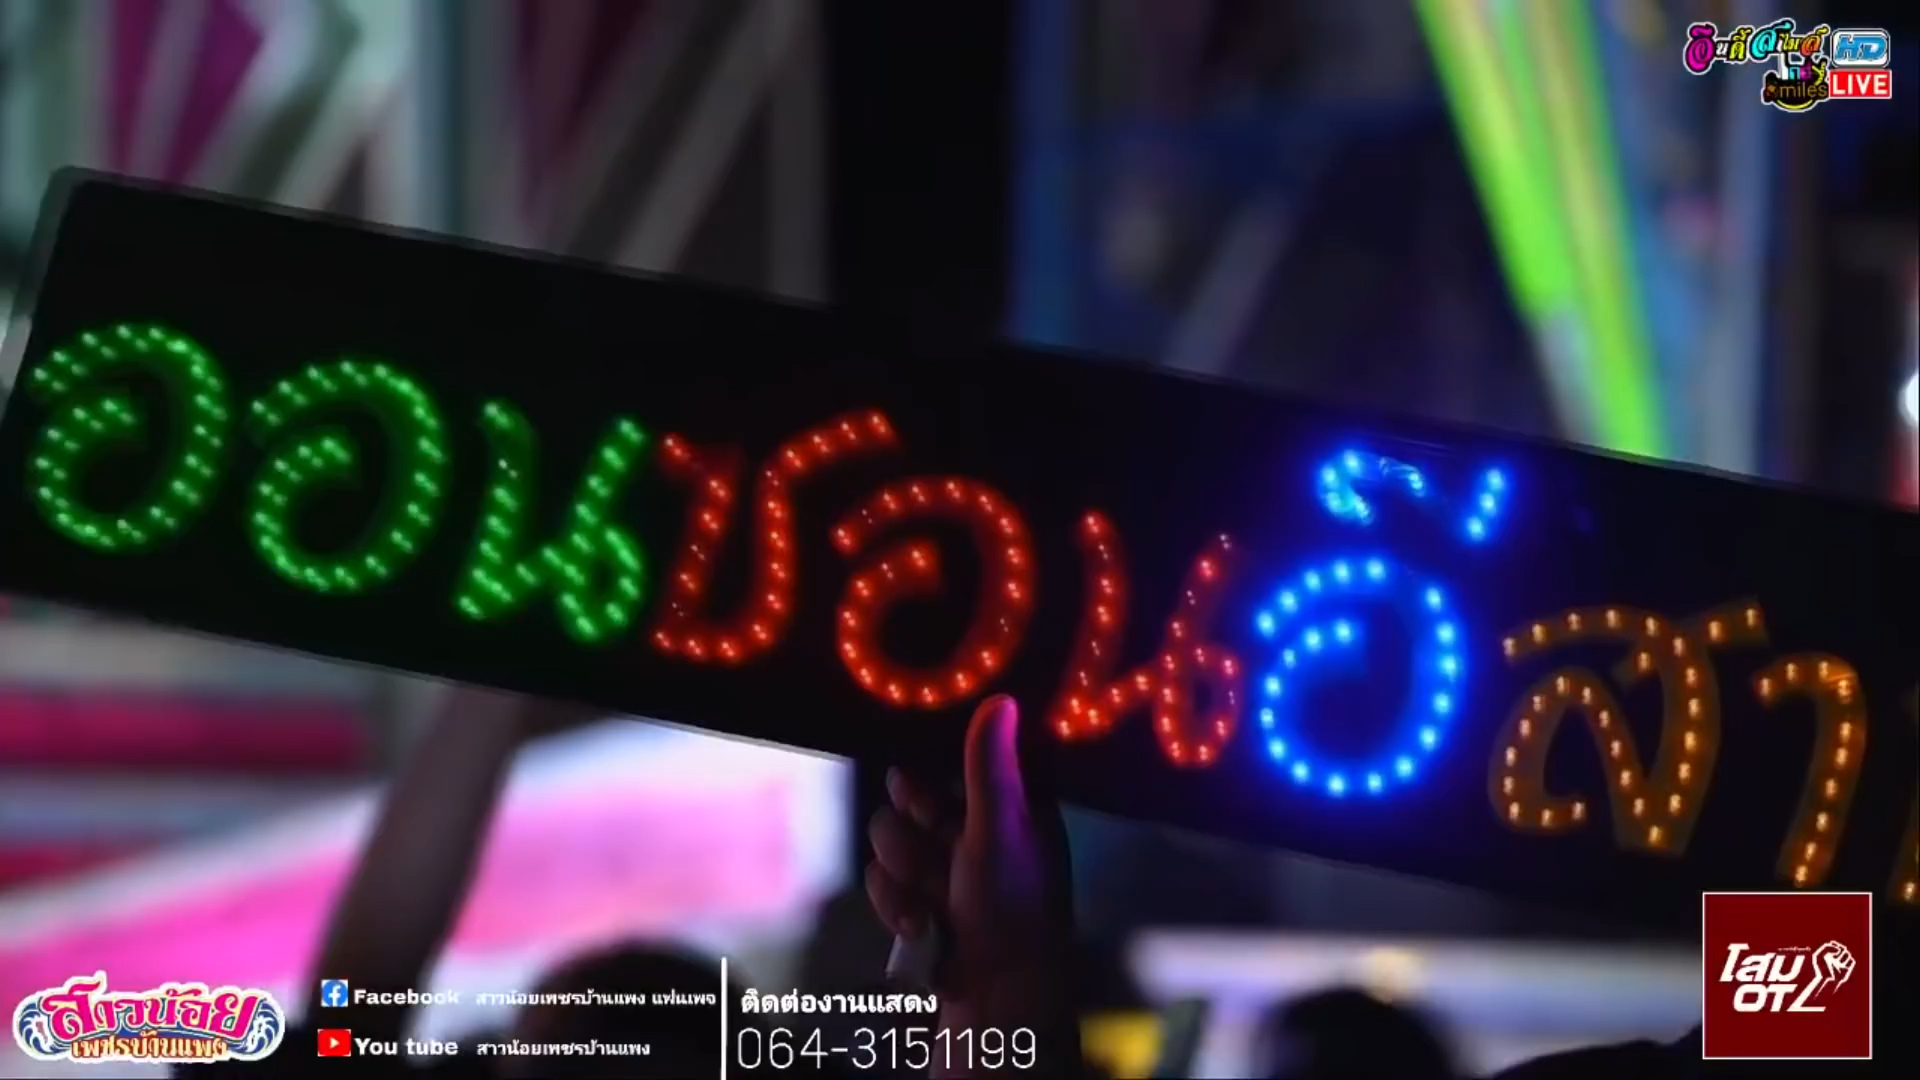 อินดี้สไมล์ HD
Smiles LIVE
ออนซอนอีสา
สาวน้อย
เพชรบ้านแพง
Facebook สาวน้อยเพชรบ้านแพง แฟนเพจ
You tube สาวน้อยเพชรบ้านแพง
ติดต่องานแสดง
064-3151199
โสม
OT